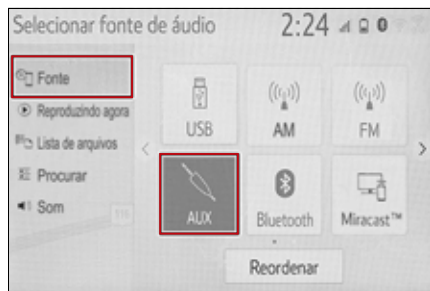 Selecionar fonte de áudio 2:24
Fonte
Reproduzindo agora
Lista de arquivos
Procurar
Som
USB AM FM
AUX Bluetooth Miracast™
Reordenar